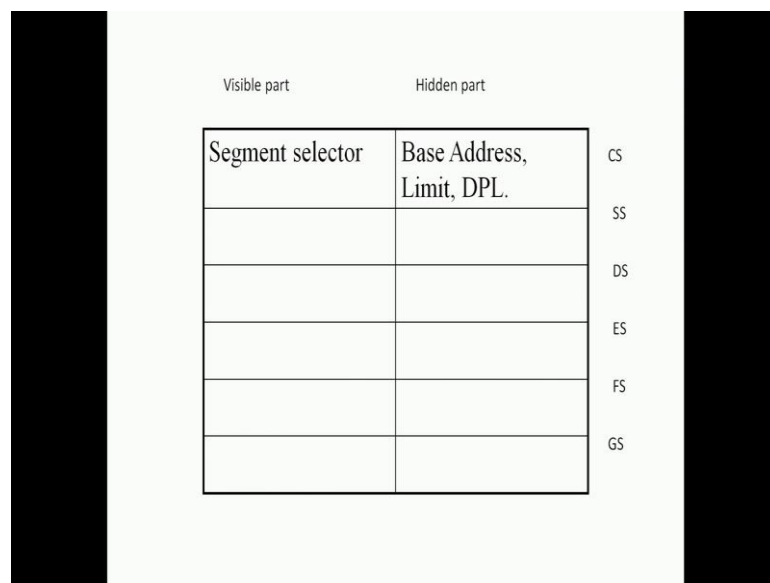 Visible part
Hidden part
Segment selector
Base Address,
Limit, DPL.
CS
SS
DS
ES
FS
GS